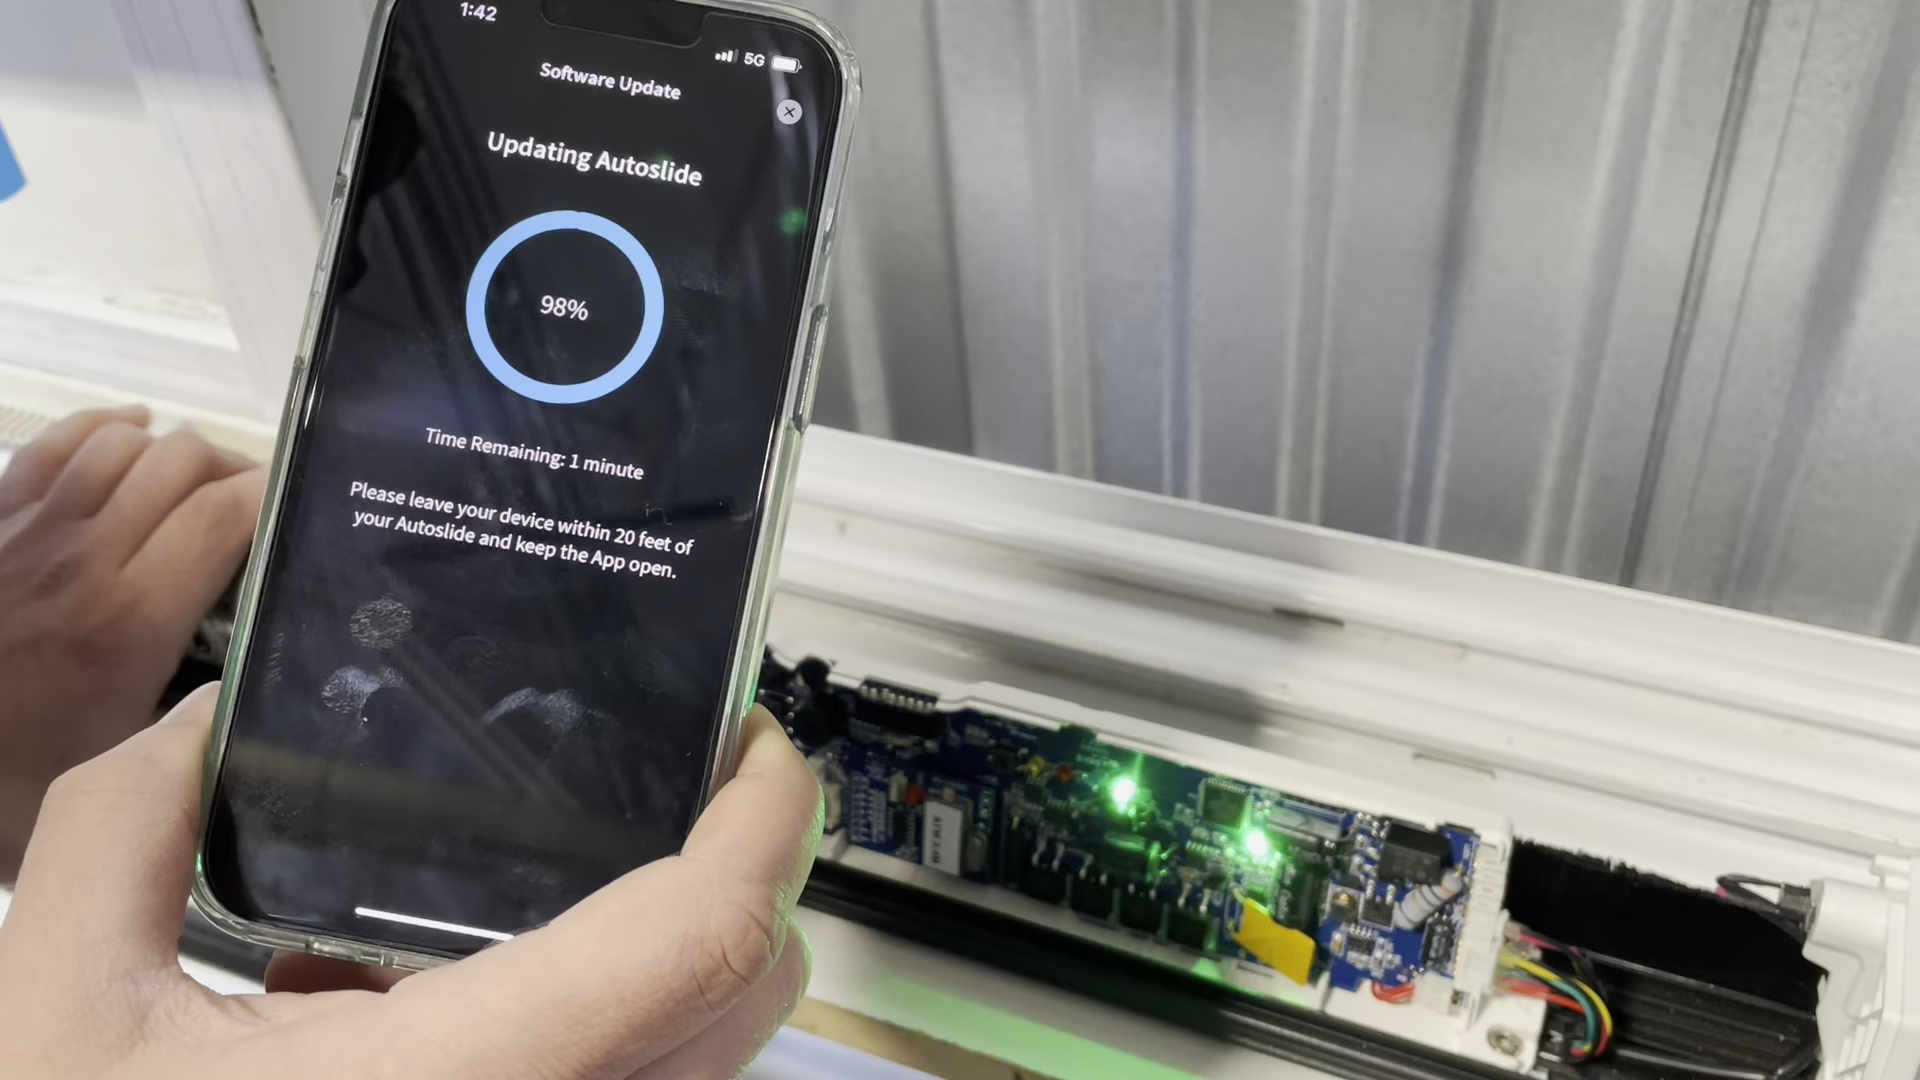 1:42
5G
Software Update
Updating Autoslide
98%
Time Remaining: 1 minute
Please leave your device within 20 feet of
your Autoslide and keep the App open.